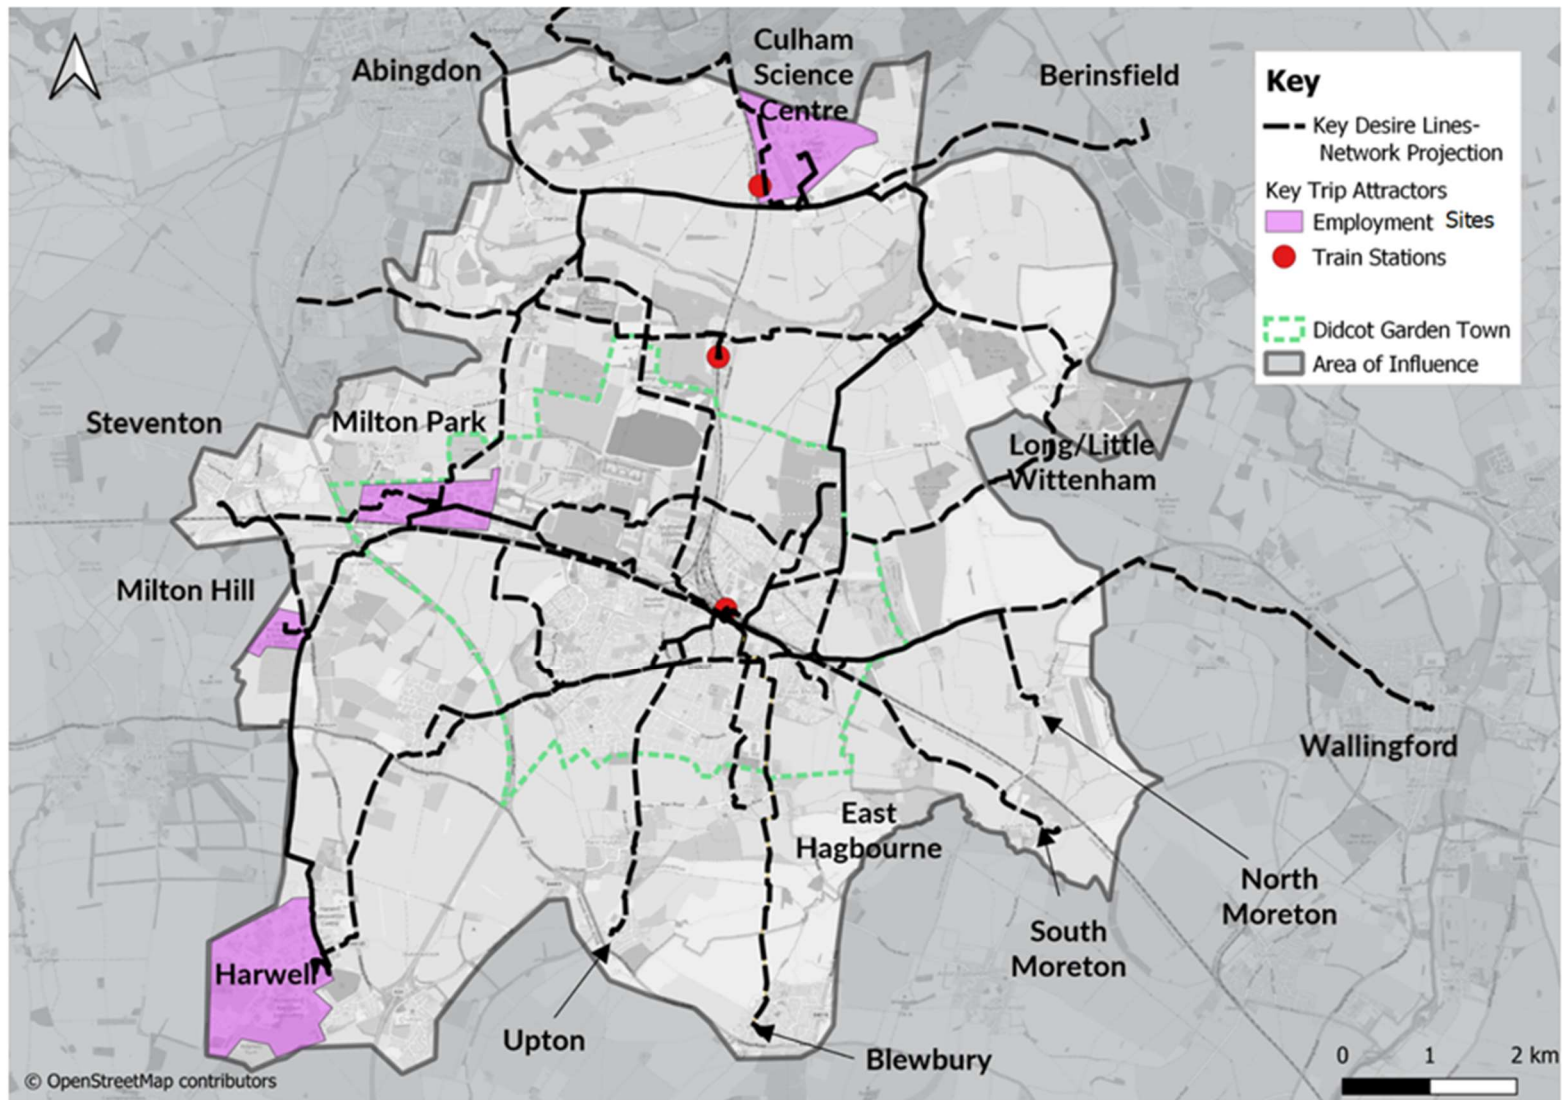 Abingdon
Culham
Science
Centre
Berinsfield
Key
Key Desire Lines-
Network Projection
Key Trip Attractors
Employment Sites
Train Stations
Didcot Garden Town
Area of Influence
Steventon
Milton Park
Long/Little
Wittenham
Milton Hill
Wallingford
East
Hagbourne
North
Moreton
South
Moreton
Harwell
Upton
Blewbury
0 1 2 km
© OpenStreetMap contributors